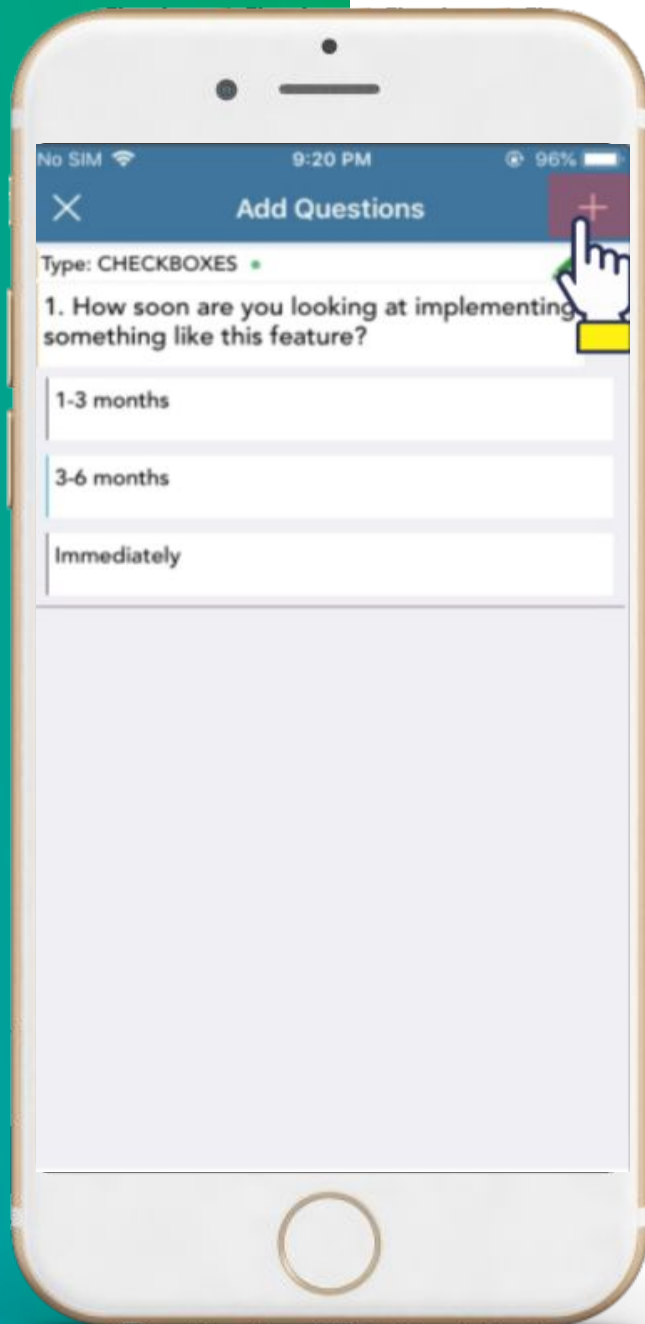 No SIM 9:20 PM 96%
Add Questions
Type: CHECKBOXES
1. How soon are you looking at implementing
something like this feature?
1-3 months
3-6 months
Immediately